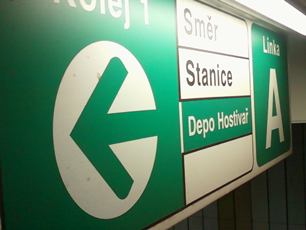 Kolej 1
Směr
Stanice
Depo Hostivař
Linka
A